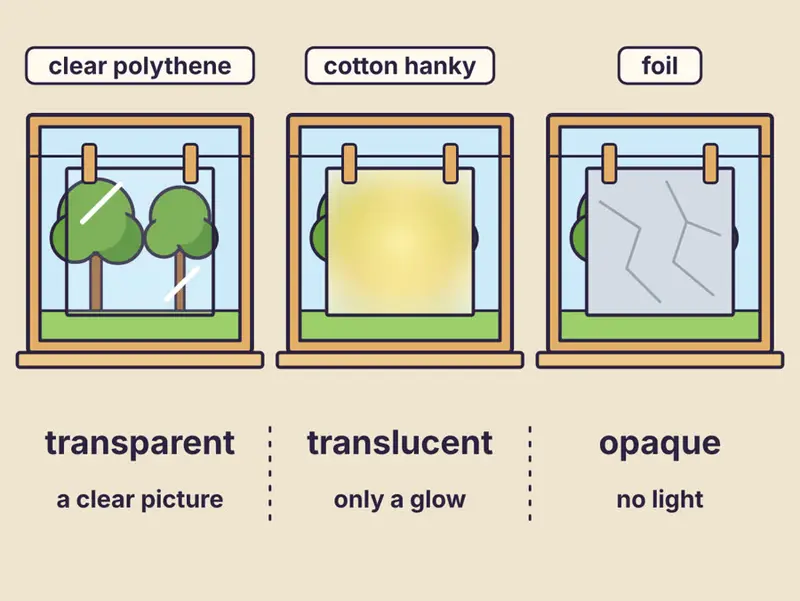 clear polythene
cotton hanky
foil
transparent
translucent
opaque
a clear picture
only a glow
no light